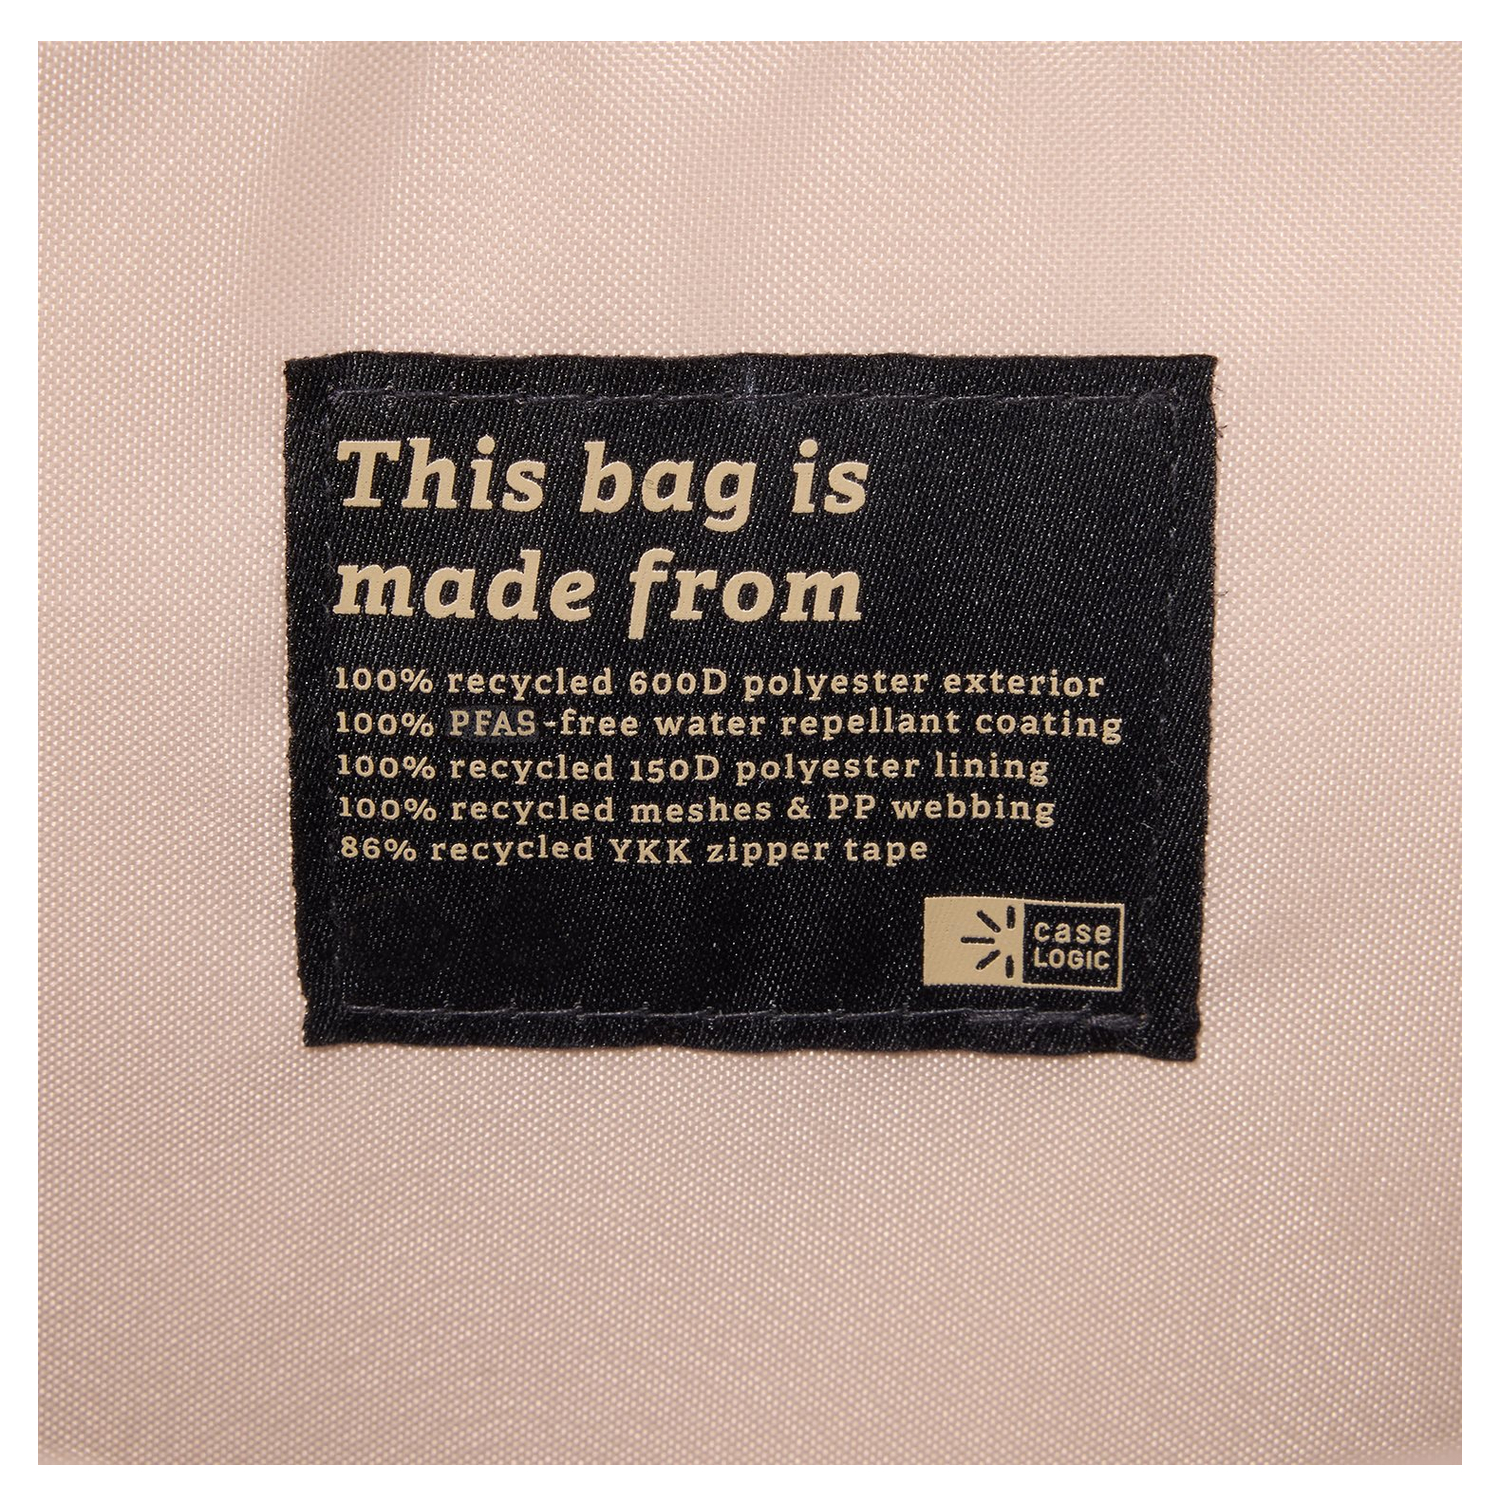 This bag is
made from
100% recycled 600D polyester exterior
100% PFAS-free water repellant coating
100% recycled 150D polyester lining
100% recycled meshes & PP webbing
86% recycled YKK zipper tape
case
LOGIC